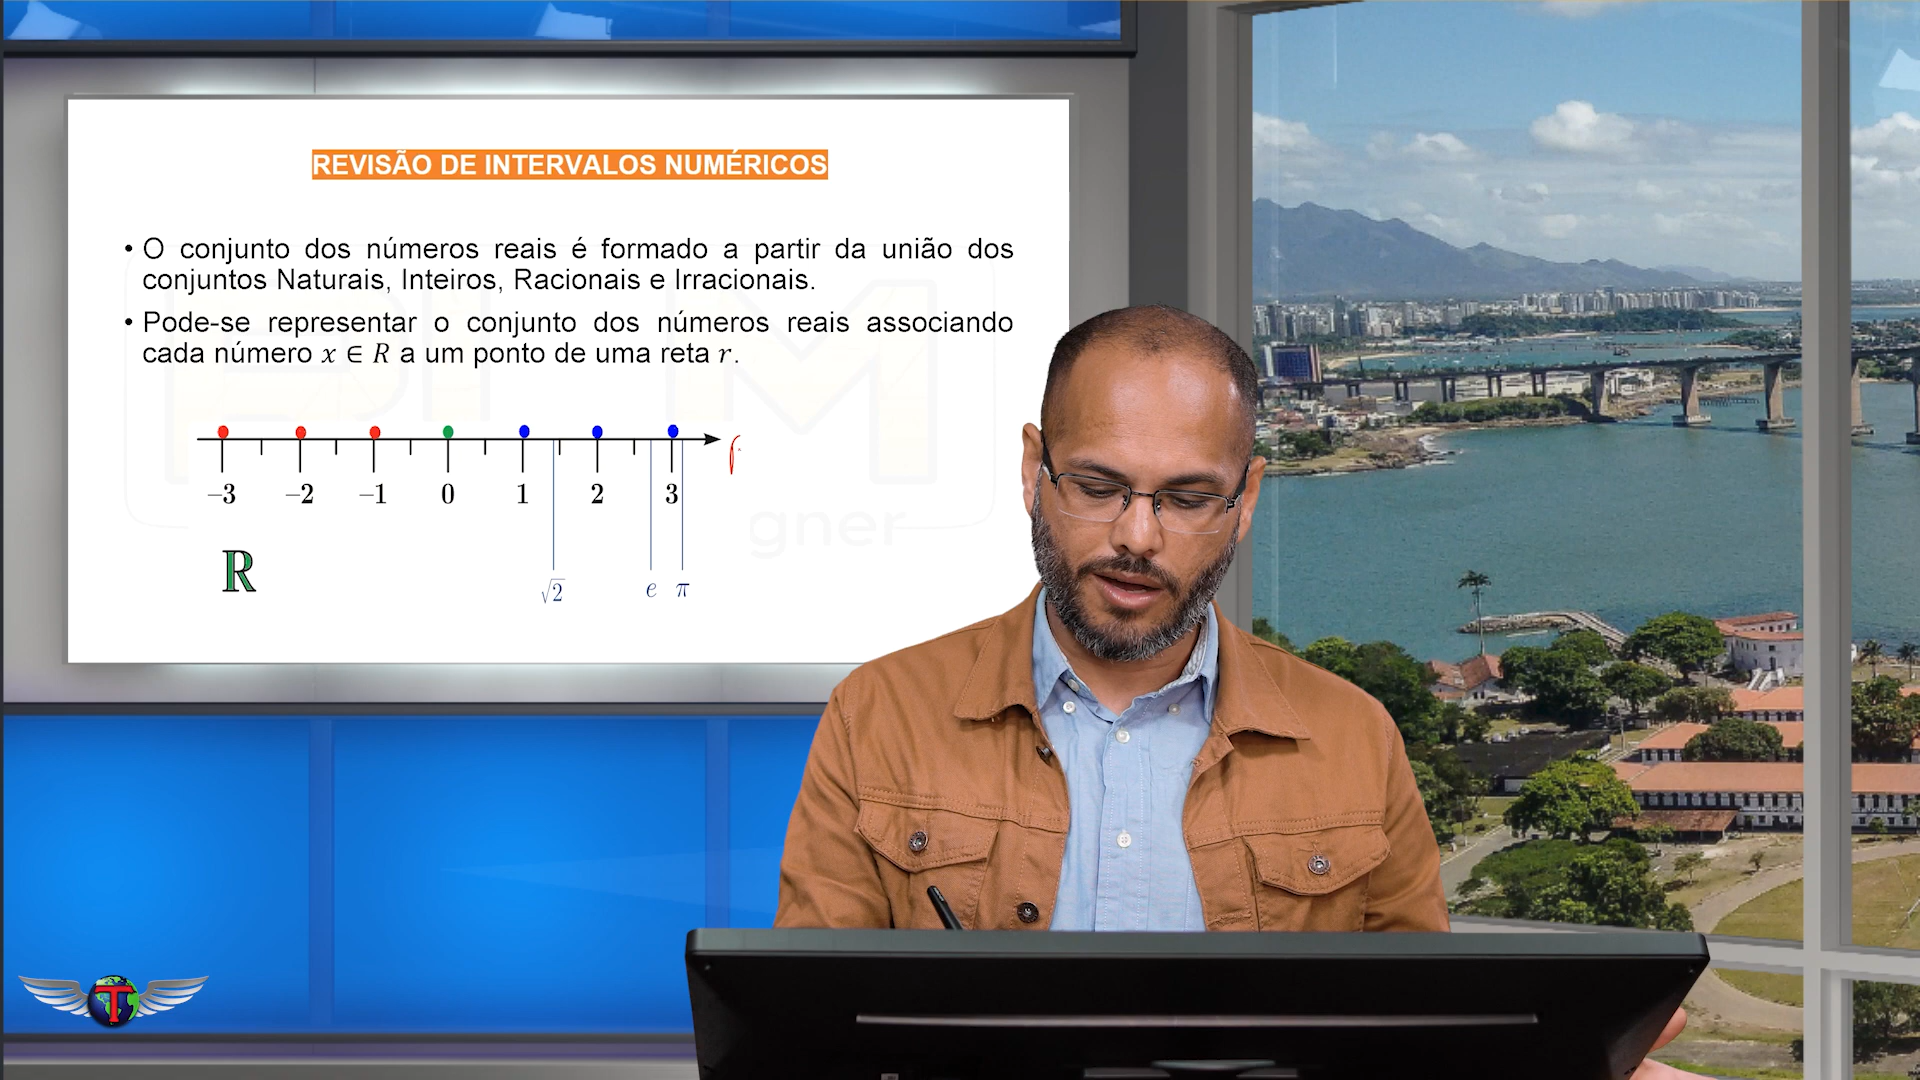 REVISÃO DE INTERVALOS NUMÉRICOS
• O conjunto dos números reais é formado a partir da união dos
conjuntos Naturais, Inteiros, Racionais e Irracionais.
• Pode-se representar o conjunto dos números reais associando
cada número x ∈ R a um ponto de uma reta r.
r
–3 –2 –1 0 1 2 3
gner
ℝ
√2 e π
T